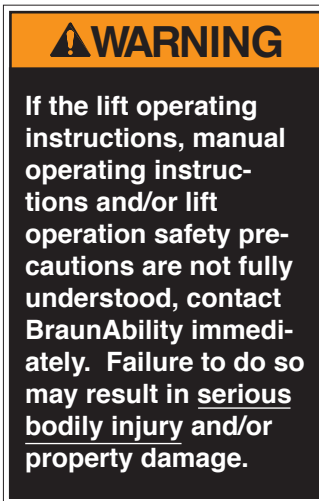 WARNING
If the lift operating
instructions, manual
operating instruc-
tions and/or lift
operation safety pre-
cautions are not fully
understood, contact
BraunAbility immedi-
ately.  Failure to do so
may result in serious
bodily injury and/or
property damage.